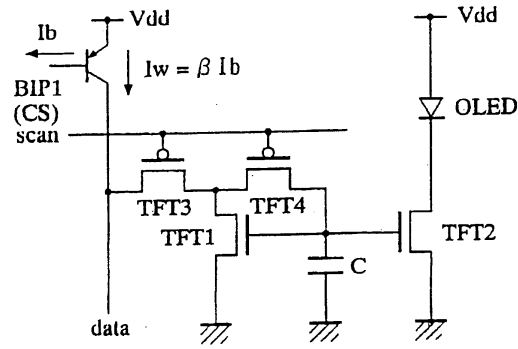 Vdd
Vdd
Ib
Iw = β Ib
BIP1
(CS)
OLED
scan
TFT3
TFT4
TFT1
TFT2
C
data